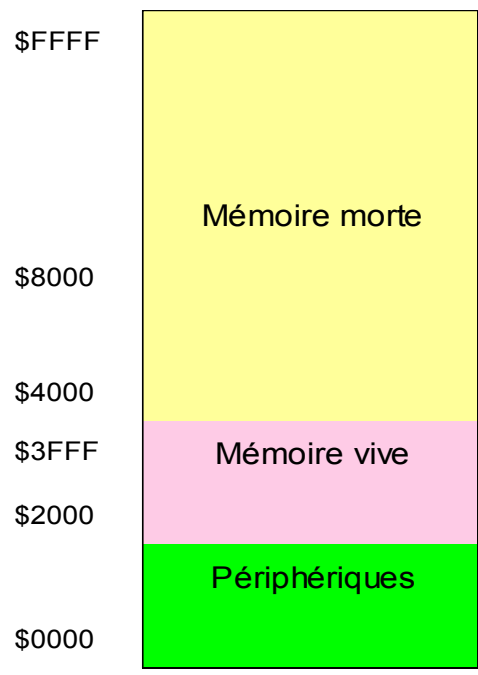 $FFFF
Mémoire morte
$8000
$4000
$3FFF Mémoire vive
$2000
Périphériques
$0000